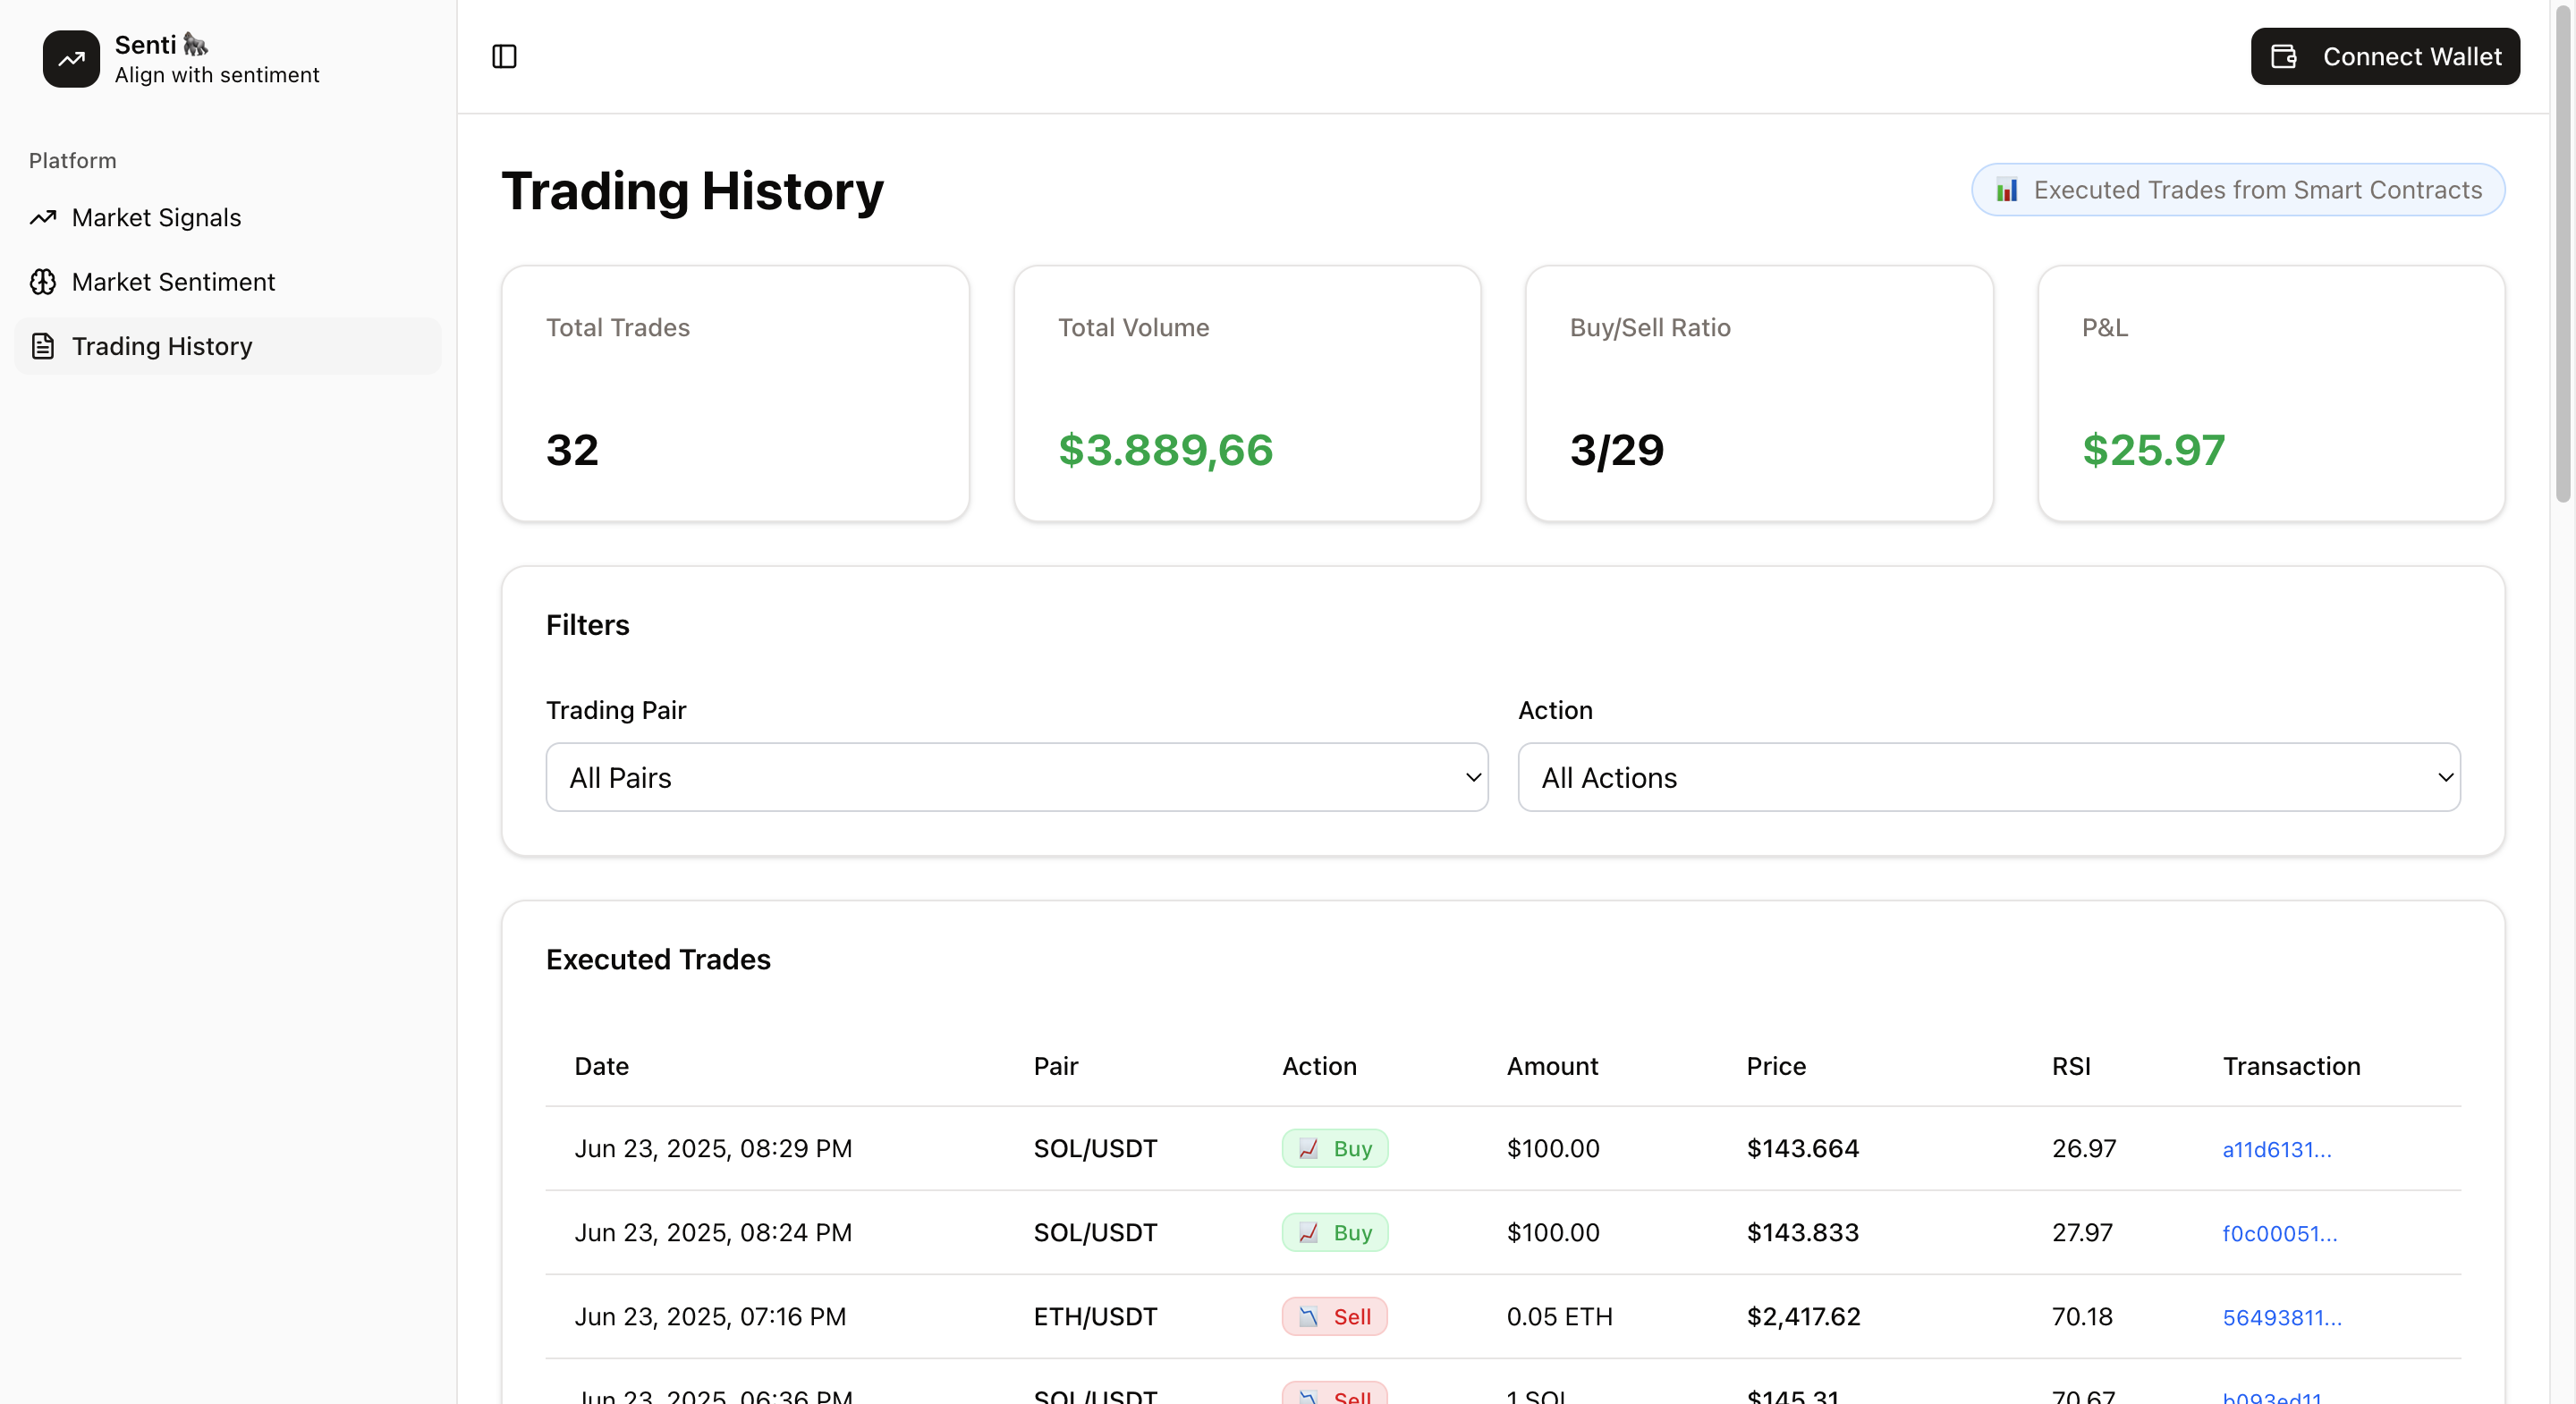 Senti🦍
Align with sentiment
Connect Wallet
Platform
Market Signals
Market Sentiment
Trading History
Trading History
📊 Executed Trades from Smart Contracts
Total Trades
32
Total Volume
$3.889,66
Buy/Sell Ratio
3/29
P&L
$25.97
Filters
Trading Pair
All Pairs
Action
All Actions
Executed Trades
Date Pair Action Amount Price RSI Transaction
Jun 23, 2025, 08:29 PM SOL/USDT 📈 Buy $100.00 $143.664 26.97 a11d6131...
Jun 23, 2025, 08:24 PM SOL/USDT 📈 Buy $100.00 $143.833 27.97 f0c00051...
Jun 23, 2025, 07:16 PM ETH/USDT 📉 Sell 0.05 ETH $2,417.62 70.18 56493811...
Jun 23, 2025, 06:36 PM SOL/USDT 📉 Sell 1 SOL $145.31 70.67 b093ed11...